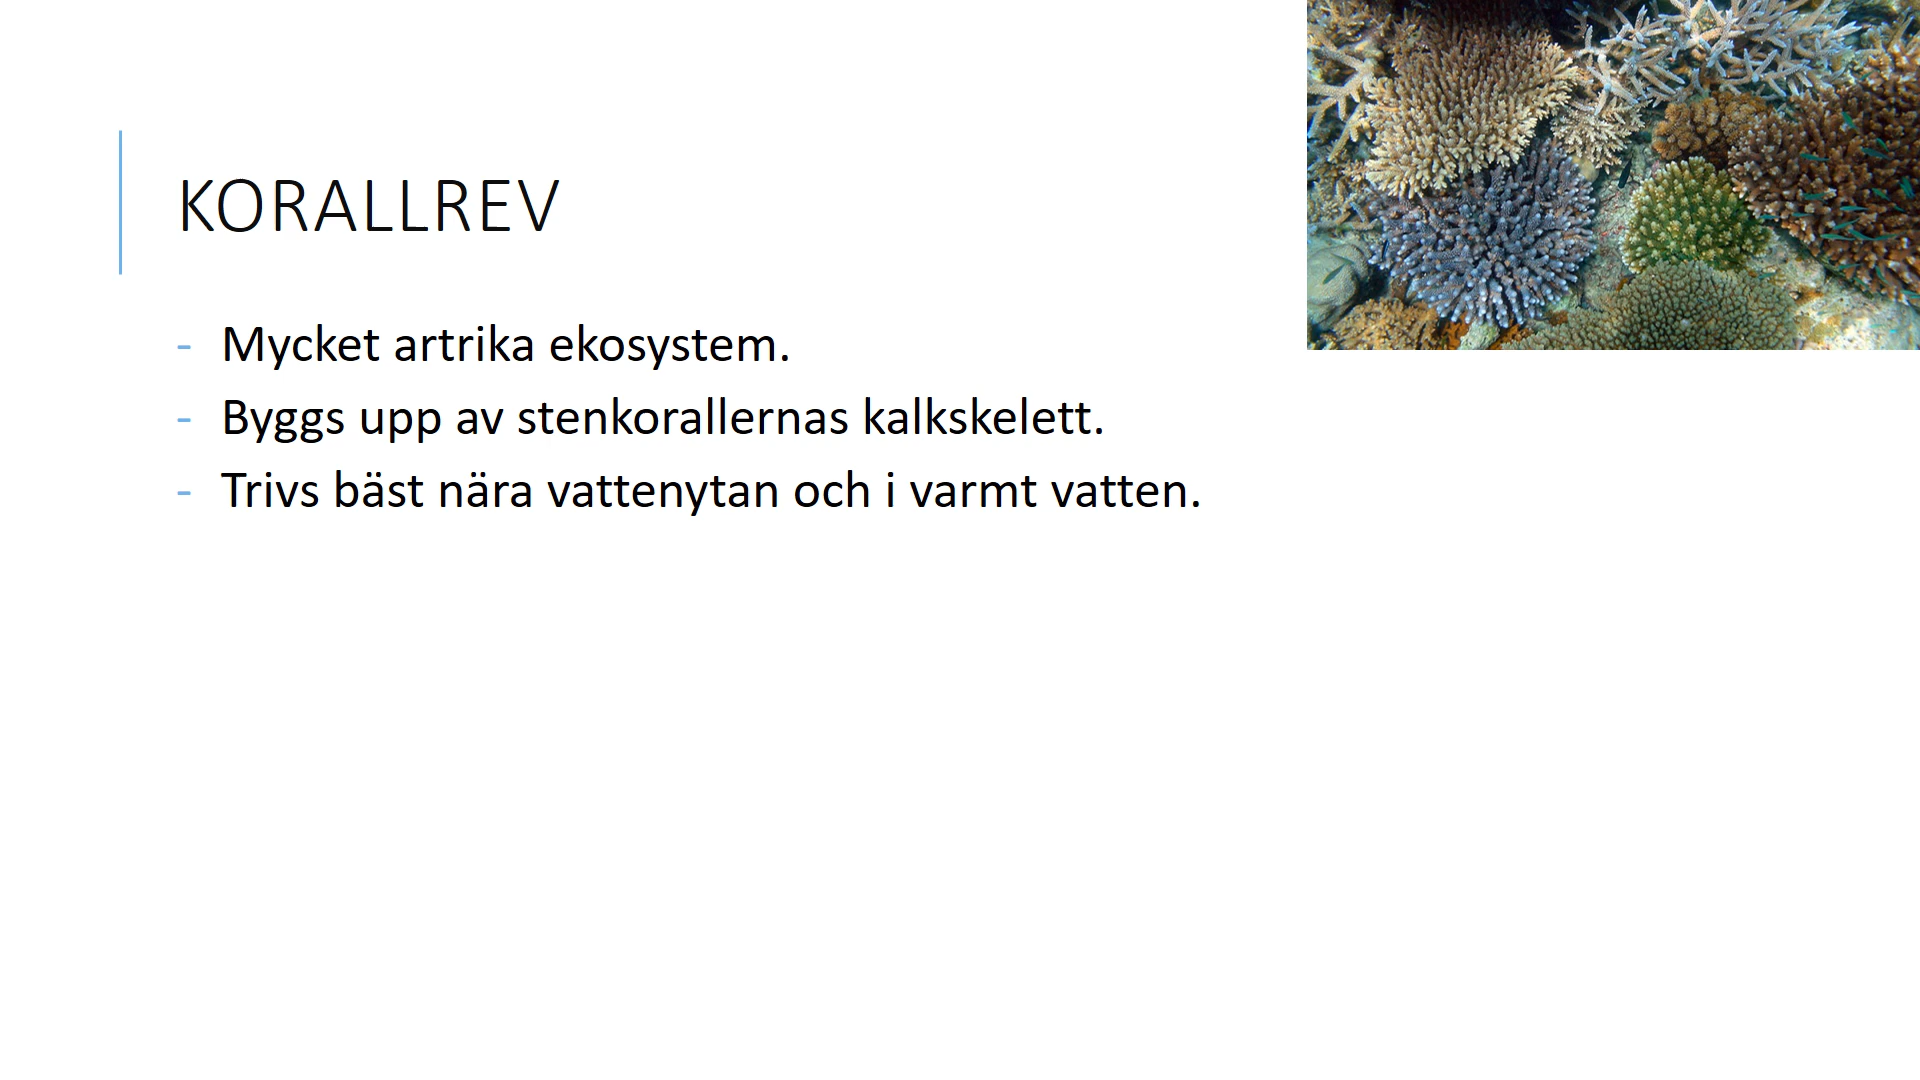 KORALLREV
- Mycket artrika ekosystem.
- Byggs upp av stenkorallernas kalkskelett.
- Trivs bäst nära vattenytan och i varmt vatten.